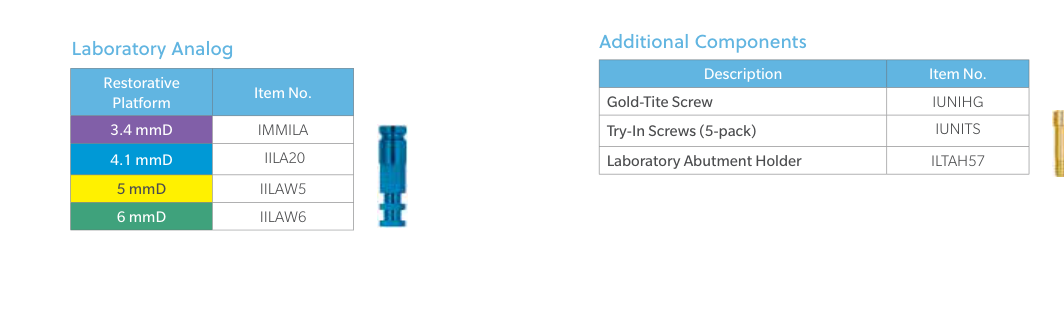 Laboratory Analog
Restorative
Platform
Item No.
3.4 mmD IMMILA
4.1 mmD IILA20
5 mmD IILAW5
6 mmD IILAW6
Additional Components
Description Item No.
Gold-Tite Screw IUNIHG
Try-In Screws (5-pack) IUNITS
Laboratory Abutment Holder ILTAH57